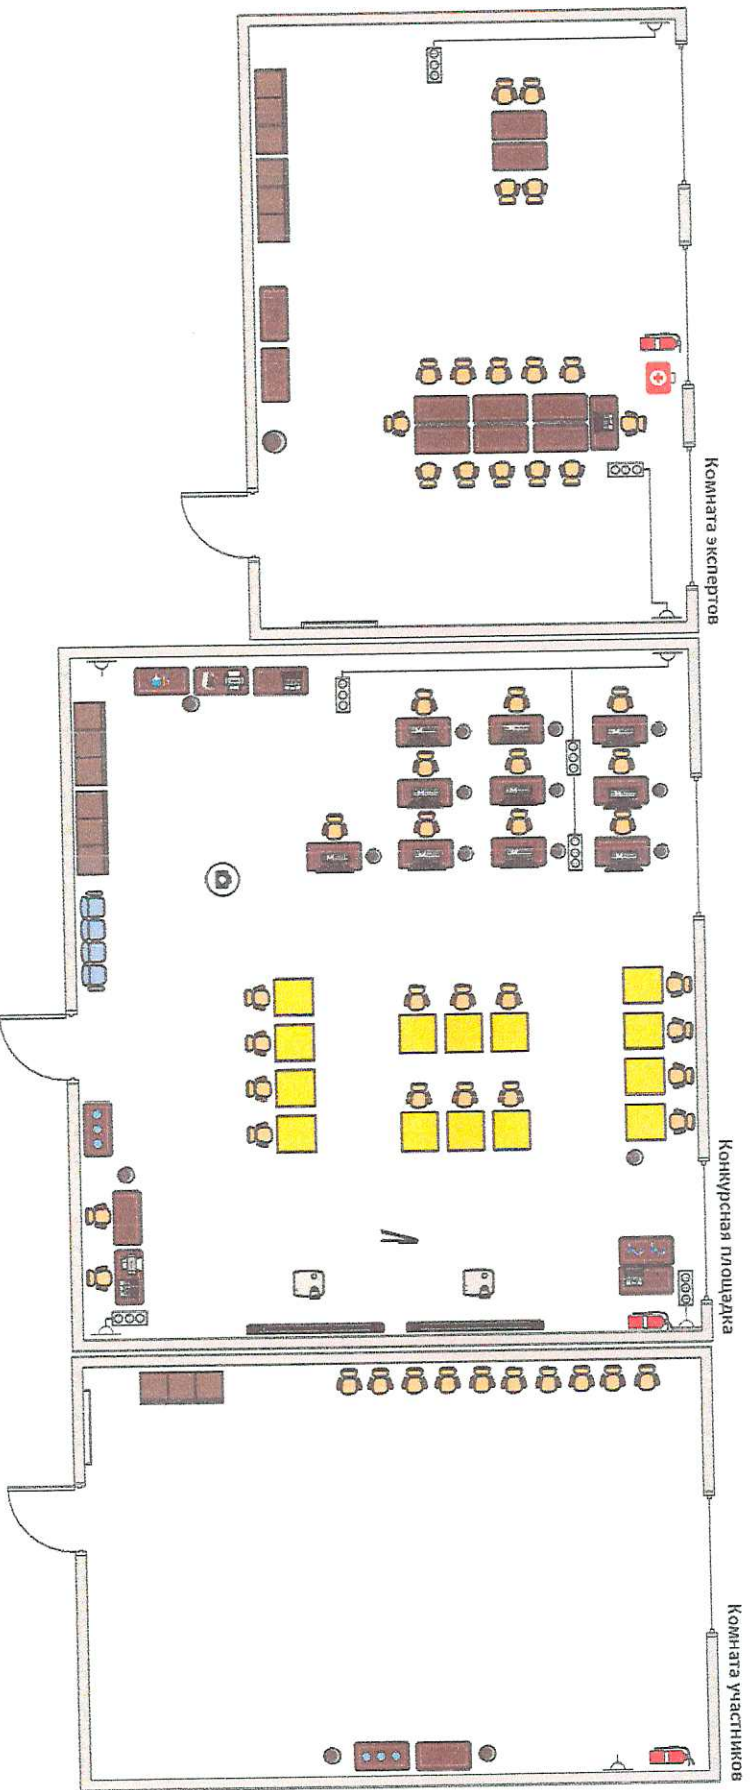 Комната экспертов
Конкурсная площадка
Комната участников